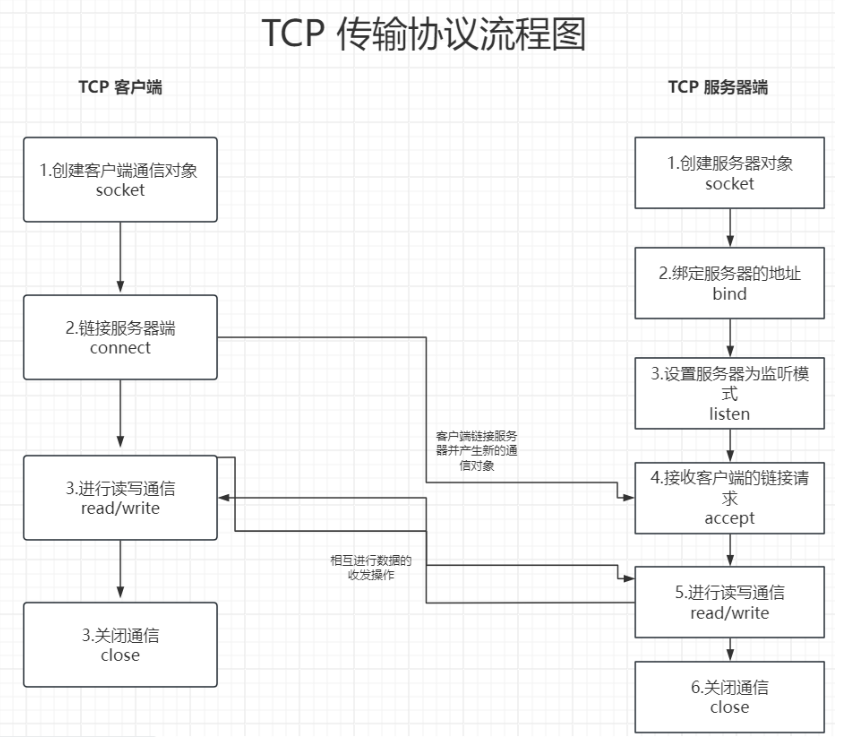 TCP 传输协议流程图
TCP 客户端
1.创建客户端通信对象
socket
2.链接服务器端
connect
3.进行读写通信
read/write
3.关闭通信
close
客户端链接服务
器并产生新的通
信对象
相互进行数据的
收发操作
TCP 服务器端
1.创建服务器对象
socket
2.绑定服务器的地址
bind
3.设置服务器为监听模
式
listen
4.接收客户端的链接请
求
accept
5.进行读写通信
read/write
6.关闭通信
close